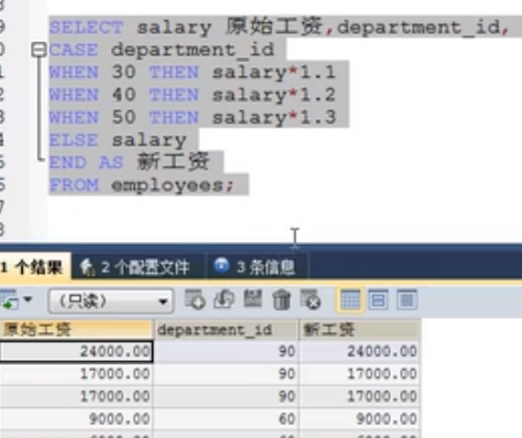 SELECT salary 原始工资,department_id,
CASE department_id
WHEN 30 THEN salary*1.1
WHEN 40 THEN salary*1.2
WHEN 50 THEN salary*1.3
ELSE salary
END AS 新工资
FROM employees;
1 个结果 2 个配置文件 3 条信息
(只读)
原始工资 department_id 新工资
24000.00 90 24000.00
17000.00 90 17000.00
17000.00 90 17000.00
9000.00 60 9000.00